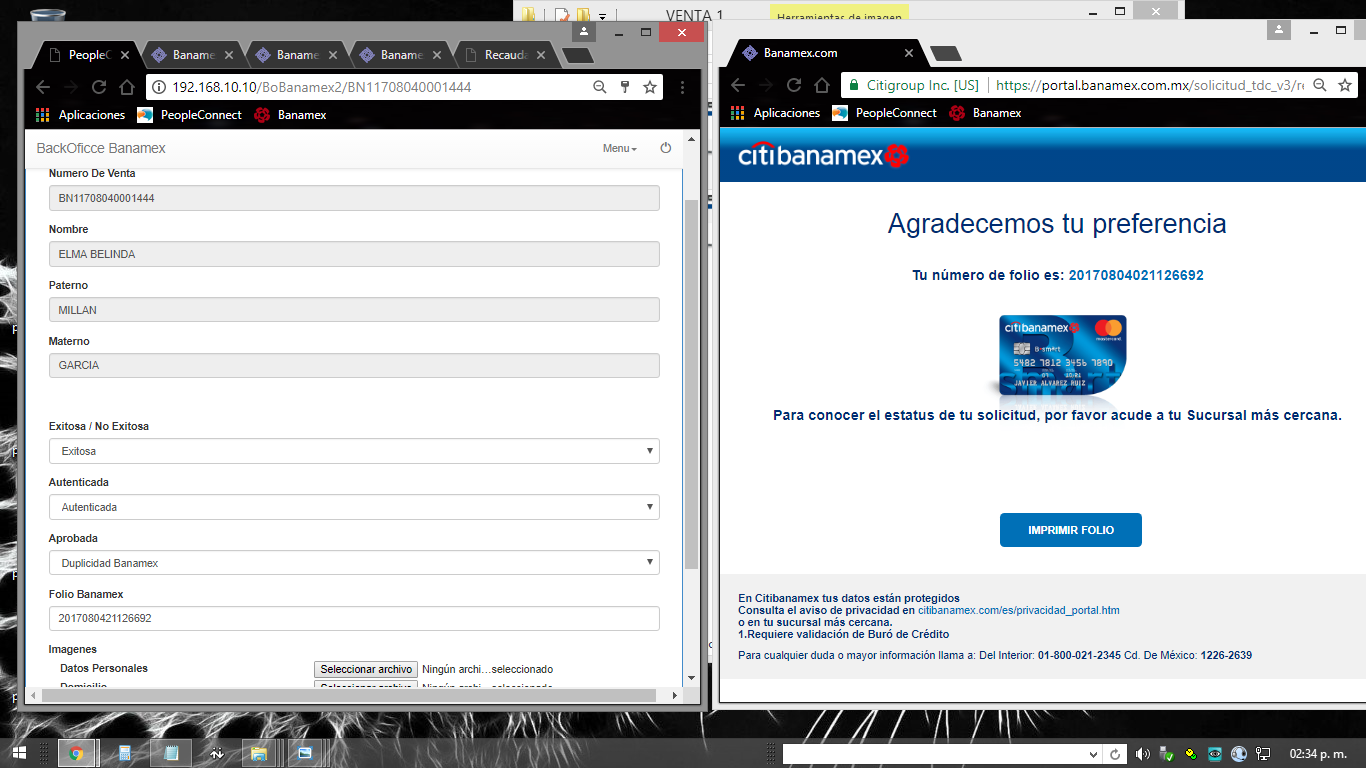 VENTA 1
Herramientas de imagen
PeopleC
Baname
Baname
Baname
Recauda
192.168.10.10/BoBanamex2/BN11708040001444
Aplicaciones
PeopleConnect
Banamex
BackOficce Banamex
Menu
Numero De Venta
BN11708040001444
Nombre
ELMA BELINDA
Paterno
MILLAN
Materno
GARCIA
Exitosa / No Exitosa
Exitosa
Autenticada
Autenticada
Aprobada
Duplicidad Banamex
Folio Banamex
2017080421126692
Imagenes
Datos Personales
Seleccionar archivo
Ningún archi…seleccionado
Domicilio
Seleccionar archivo
Ningún archi…seleccionado
Banamex.com
Citigroup Inc. [US]
https://portal.banamex.com.mx/solicitud_tdc_v3/re
Aplicaciones
PeopleConnect
Banamex
citibanamex
Agradecemos tu preferencia
Tu número de folio es: 20170804021126692
citibanamex
mastercard
B•smart
5482 7812 3456 7890
10/21
JAVIER ALVAREZ RUIZ
Para conocer el estatus de tu solicitud, por favor acude a tu Sucursal más cercana.
IMPRIMIR FOLIO
En Citibanamex tus datos están protegidos
Consulta el aviso de privacidad en citibanamex.com/es/privacidad_portal.htm
o en tu sucursal más cercana.
1.Requiere validación de Buró de Crédito
Para cualquier duda o mayor información llama a: Del Interior: 01-800-021-2345 Cd. De México: 1226-2639
02:34 p. m.